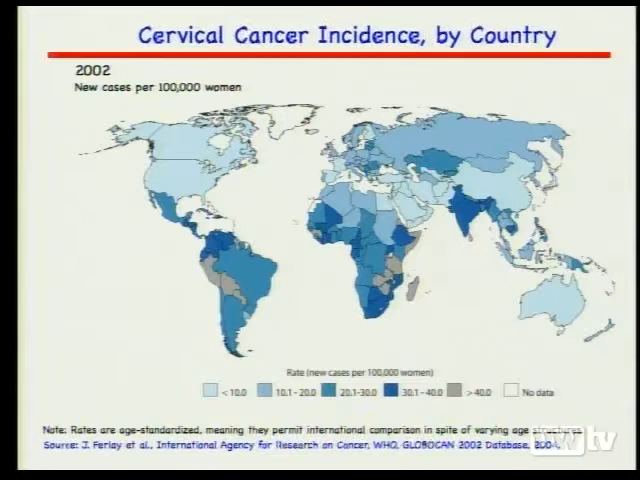 Cervical Cancer Incidence, by Country
2002
New cases per 100,000 women
Rate (new cases per 100,000 women)
< 10.0 10.1 - 20.0 20.1-30.0 30.1 - 40.0 > 40.0 No data
Note: Rates are age-standardized, meaning they permit international comparison in spite of varying age structures.
Source: J. Ferlay et al., International Agency for Research on Cancer, WHO, GLOBOCAN 2002 Database,
uwtv